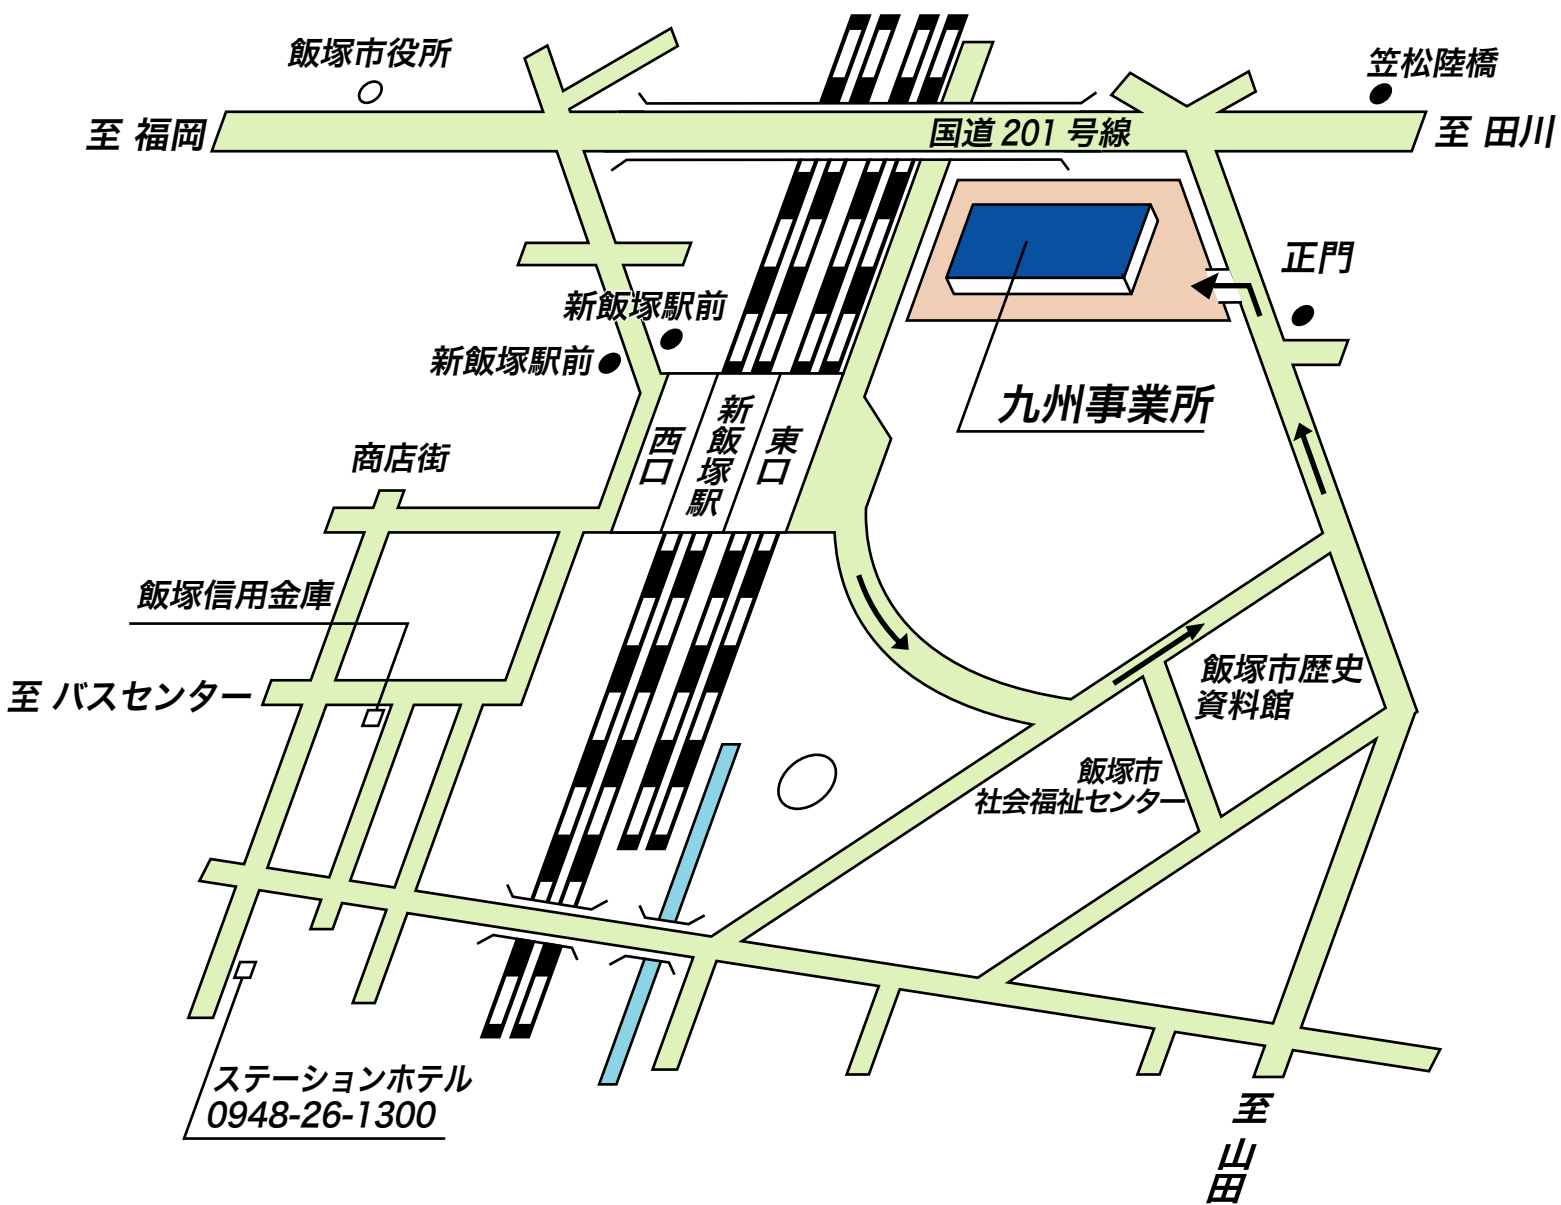 飯塚市役所
笠松陸橋
至 福岡
国道 201 号線
至 田川
正門
新飯塚駅前
新飯塚駅前
九州事業所
西口
新飯塚駅
東口
商店街
飯塚信用金庫
至 バスセンター
飯塚市歴史
資料館
飯塚市
社会福祉センター
ステーションホテル
0948-26-1300
至 山田